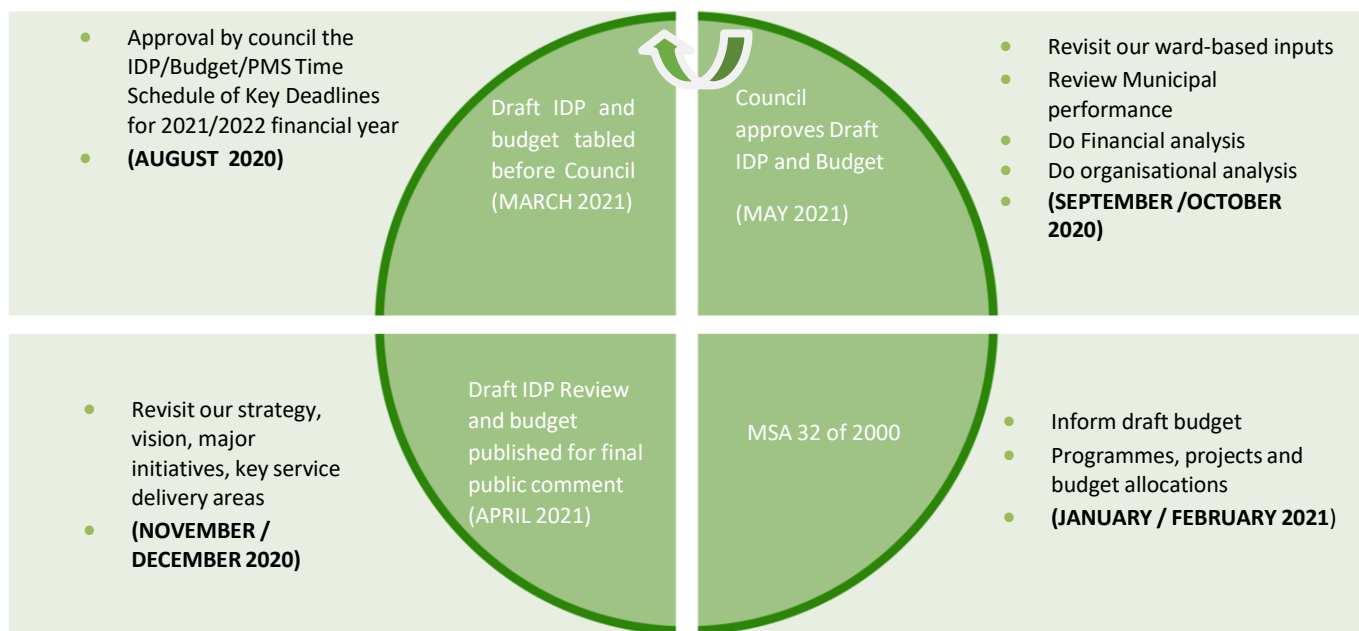 Approval by council the
IDP/Budget/PMS Time
Schedule of Key Deadlines
for 2021/2022 financial year
(AUGUST 2020)
Draft IDP and
budget tabled
before Council
(MARCH 2021)
Council
approves Draft
IDP and Budget
(MAY 2021)
Revisit our ward-based inputs
Review Municipal
performance
Do Financial analysis
Do organisational analysis
(SEPTEMBER /OCTOBER
2020)
Revisit our strategy,
vision, major
initiatives, key service
delivery areas
(NOVEMBER /
DECEMBER 2020)
Draft IDP Review
and budget
published for final
public comment
(APRIL 2021)
MSA 32 of 2000
Inform draft budget
Programmes, projects and
budget allocations
(JANUARY / FEBRUARY 2021)